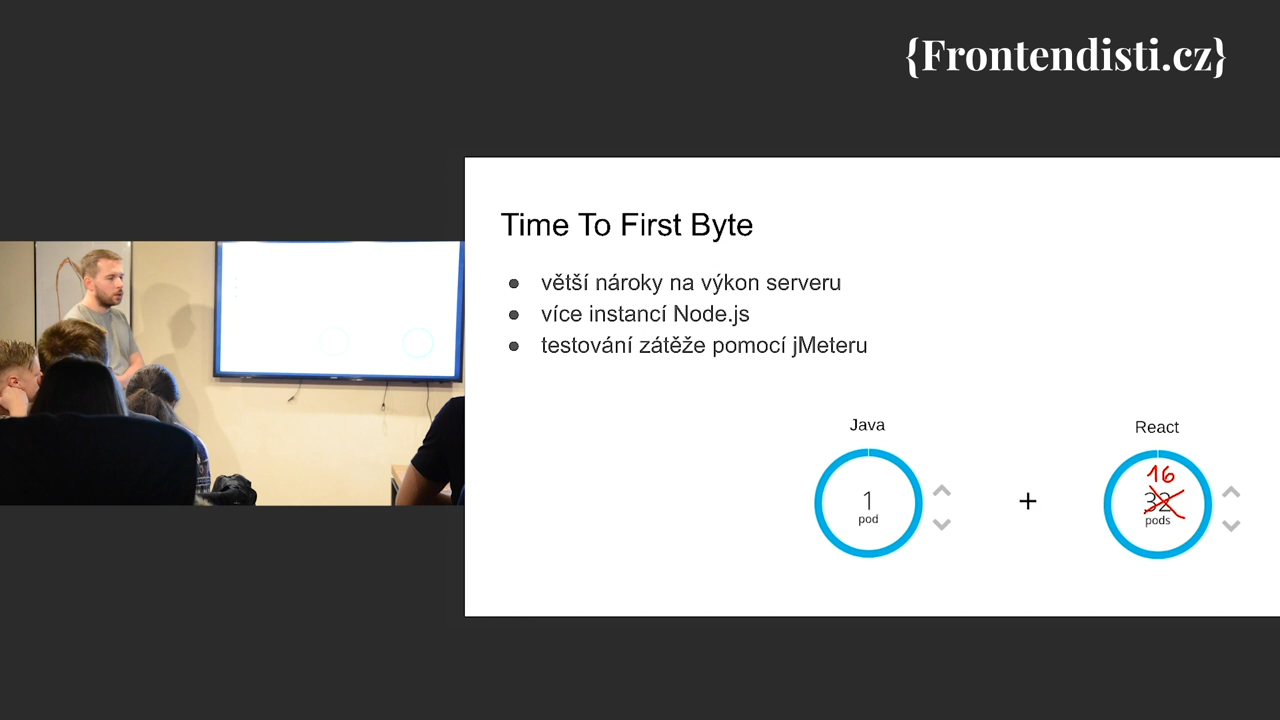 {Frontendisti.cz}
Time To First Byte
● větší nároky na výkon serveru
● více instancí Node.js
● testování zátěže pomocí jMeteru
Java
React
1
pod
+
16
32
pods